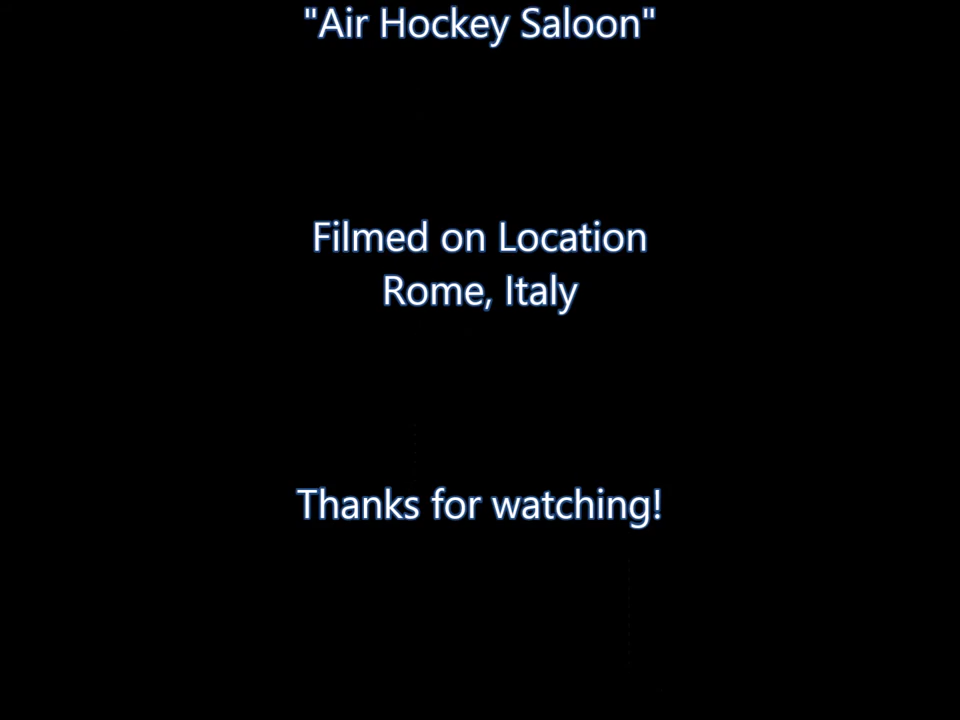 "Air Hockey Saloon"
Filmed on Location
Rome, Italy
Thanks for watching!